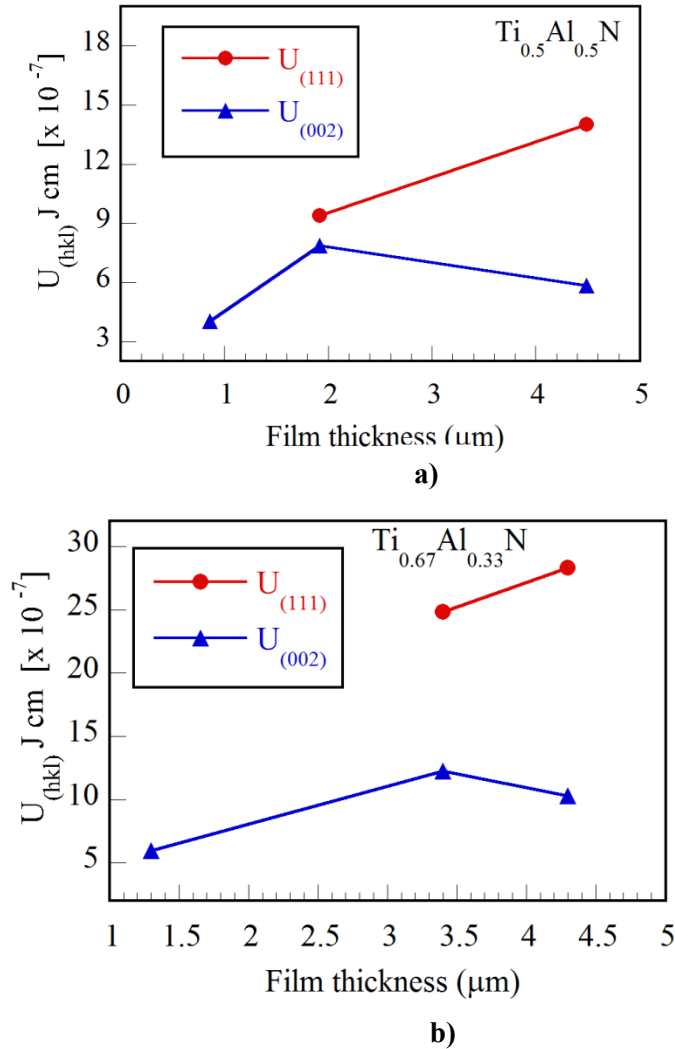 Ti0.5Al0.5N
U(111)
U(002)
U(hkl) J cm [x 10 -7]
18
15
12
9
6
3
0 1 2 3 4 5
Film thickness (μm)
a)
Ti0.67Al0.33N
U(111)
U(002)
U(hkl) J cm [x 10 -7]
30
25
20
15
10
5
1 1.5 2 2.5 3 3.5 4 4.5 5
Film thickness (μm)
b)